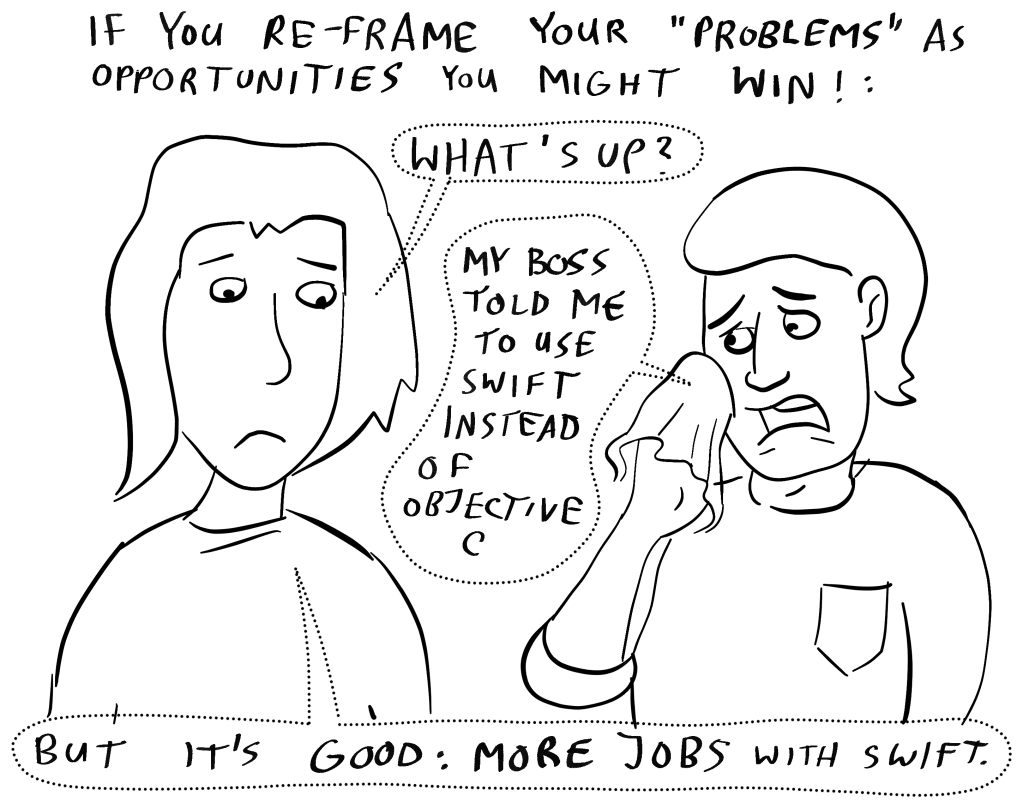 IF YOU RE-FRAME YOUR "PROBLEMS" AS
OPPORTUNITIES YOU MIGHT WIN!:
WHAT'S UP?
MY BOSS
TOLD ME
TO USE
SWIFT
INSTEAD
OF
OBJECTIVE
C
BUT IT'S GOOD: MORE JOBS WITH SWIFT.